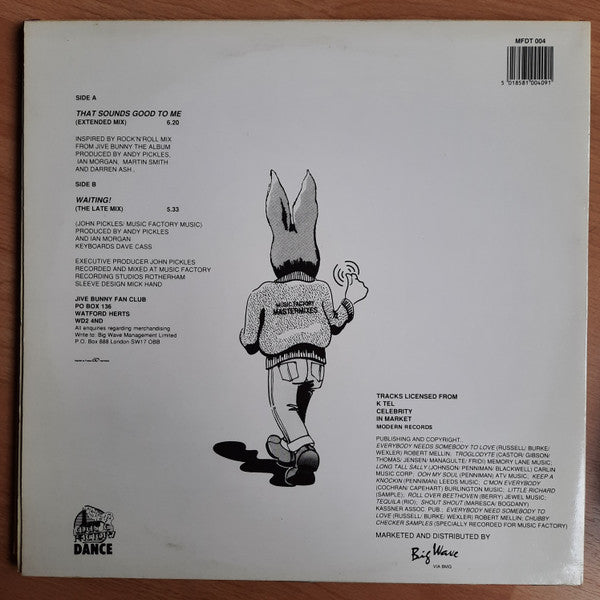 MFDT 004
5 018581 004091
SIDE A
THAT SOUNDS GOOD TO ME
(EXTENDED MIX) 6.20
INSPIRED BY ROCK'N'ROLL MIX
FROM JIVE BUNNY THE ALBUM
PRODUCED BY ANDY PICKLES,
IAN MORGAN, MARTIN SMITH
AND DARREN ASH.
SIDE B
WAITING!
(THE LATE MIX) 5.33
(JOHN PICKLES/ MUSIC FACTORY MUSIC)
PRODUCED BY ANDY PICKLES
AND IAN MORGAN
KEYBOARDS DAVE CASS
EXECUTIVE PRODUCER JOHN PICKLES
RECORDED AND MIXED AT MUSIC FACTORY
RECORDING STUDIOS ROTHERHAM
SLEEVE DESIGN MICK HAND
JIVE BUNNY FAN CLUB
PO BOX 136
WATFORD HERTS
WD2 4ND
All enquiries regarding merchandising
Write to: Big Wave Management Limited
P.O. Box 888 London SW17 OBB
MUSIC FACTORY
MASTERMIXES
TRACKS LICENSED FROM
K TEL
CELEBRITY
IN MARKET
MODERN RECORDS
PUBLISHING AND COPYRIGHT.
EVERYBODY NEEDS SOMEBODY TO LOVE (RUSSELL/ BURKE/
WEXLER) ROBERT MELLIN; TROGLODYTE (CASTOR/ GIBSON/
THOMAS/ JENSEN/ MANAGULTE/ FRIDI) MEMORY LANE MUSIC;
LONG TALL SALLY (JOHNSON/ PENNIMAN/ BLACKWELL) CARLIN
MUSIC CORP. OOH MY SOUL (PENNIMAN/ ATV MUSIC; KEEP A
KNOCKIN (PENNIMAN) LEEDS MUSIC; C'MON EVERYBODY
(COCHRAN/ CAPEHART) BURLINGTON MUSIC; LITTLE RICHARD
(SAMPLE); ROLL OVER BEETHOVEN (BERRY) JEWEL MUSIC;
TEQUILA (RIO); SHOUT SHOUT (MARESCA/ BOGDANY)
KASSNER ASSOC. PUB.; EVERYBODY NEED SOMEBODY TO
LOVE (RUSSELL/ BURKE/ WEXLER) ROBERT MELLIN; CHUBBY
CHECKER SAMPLES (SPECIALLY RECORDED FOR MUSIC FACTORY)
MARKETED AND DISTRIBUTED BY
Big Wave
VIA BMG
MUSIC
FACTORY
DANCE